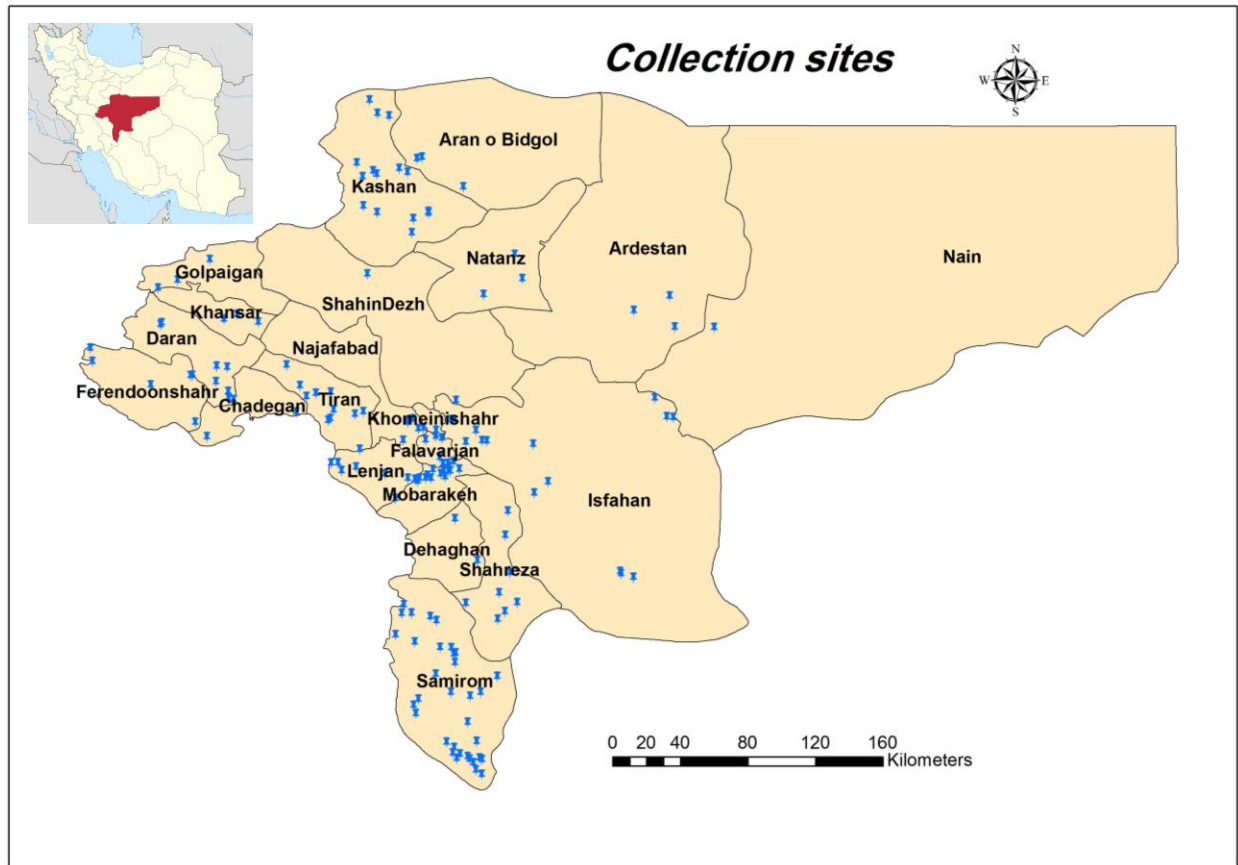 Collection sites
N
W E
S
Aran o Bidgol
Kashan
Ardestan
Natanz
Nain
Golpaigan
ShahinDezh
Khansar
Daran
Najafabad
Ferendoonshahr
Chadegan
Tiran
Khomeinishahr
Falavarjan
Lenjan
Mobarakeh
Isfahan
Dehaghan
Shahreza
Samirom
0 20 40 80 120 160
Kilometers